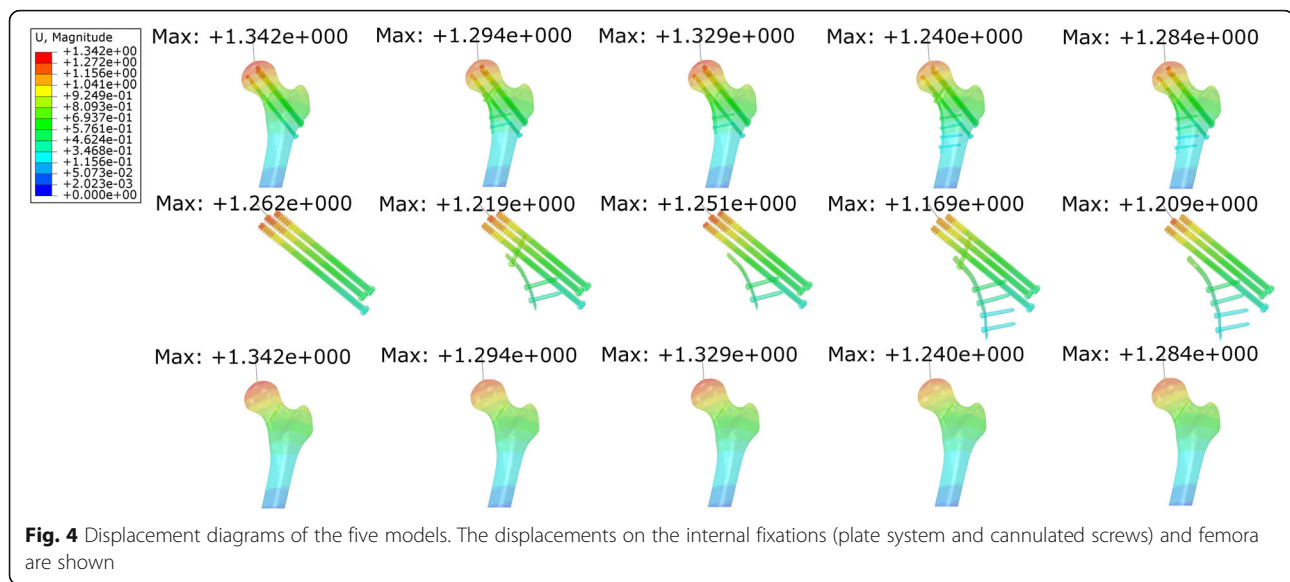 U, Magnitude
+1.342e+00
+1.272e+00
+1.156e+00
+1.041e+00
+9.249e-01
+8.093e-01
+6.937e-01
+5.761e-01
+4.624e-01
+3.468e-01
+1.156e-01
+5.073e-02
+2.023e-03
+0.000e+00
Max: +1.342e+000 Max: +1.294e+000 Max: +1.329e+000 Max: +1.240e+000 Max: +1.284e+000
Max: +1.262e+000 Max: +1.219e+000 Max: +1.251e+000 Max: +1.169e+000 Max: +1.209e+000
Max: +1.342e+000 Max: +1.294e+000 Max: +1.329e+000 Max: +1.240e+000 Max: +1.284e+000
Fig. 4 Displacement diagrams of the five models. The displacements on the internal fixations (plate system and cannulated screws) and femora
are shown